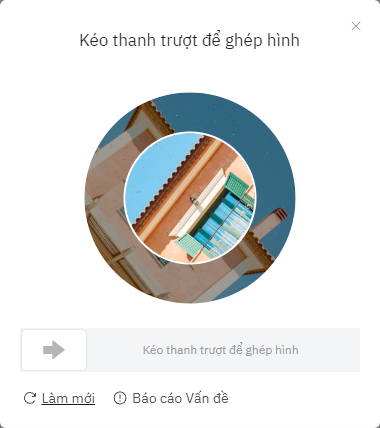 Kéo thanh trượt để ghép hình
Kéo thanh trượt để ghép hình
Làm mới
Báo cáo Vấn đề